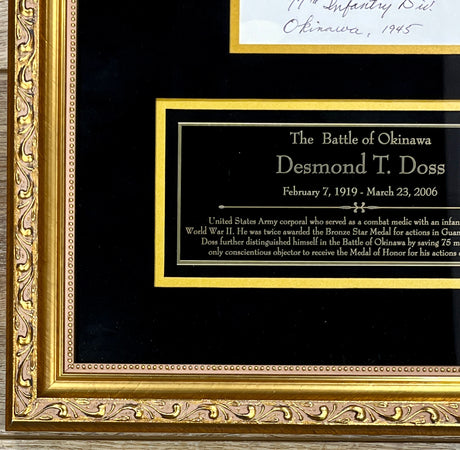 77th Infantry Div.
Okinawa, 1945
The Battle of Okinawa
Desmond T. Doss
February 7, 1919 - March 23, 2006
United States Army corporal who served as a combat medic with an infan
World War II. He was twice awarded the Bronze Star Medal for actions in Guam
Doss further distinguished himself in the Battle of Okinawa by saving 75 m
only conscientious objector to receive the Medal of Honor for his actions